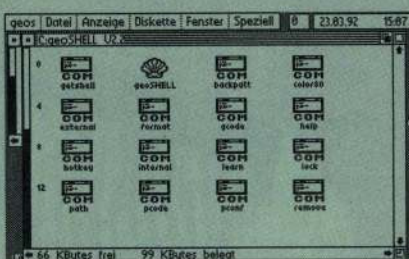 geos Datei Anzeige Diskette Fenster Speziell 0 23.03.92 15:07
C:geoSHELL V2.2
0 COM COM COM
getshell geoSHELL backpatt color80
4 COM COM COM COM
external format gcode help
8 COM COM COM COM
hotkey internal learn lock
12 COM COM COM COM
path pcode pconf remove
66 KBytes frei 99 KBytes belegt